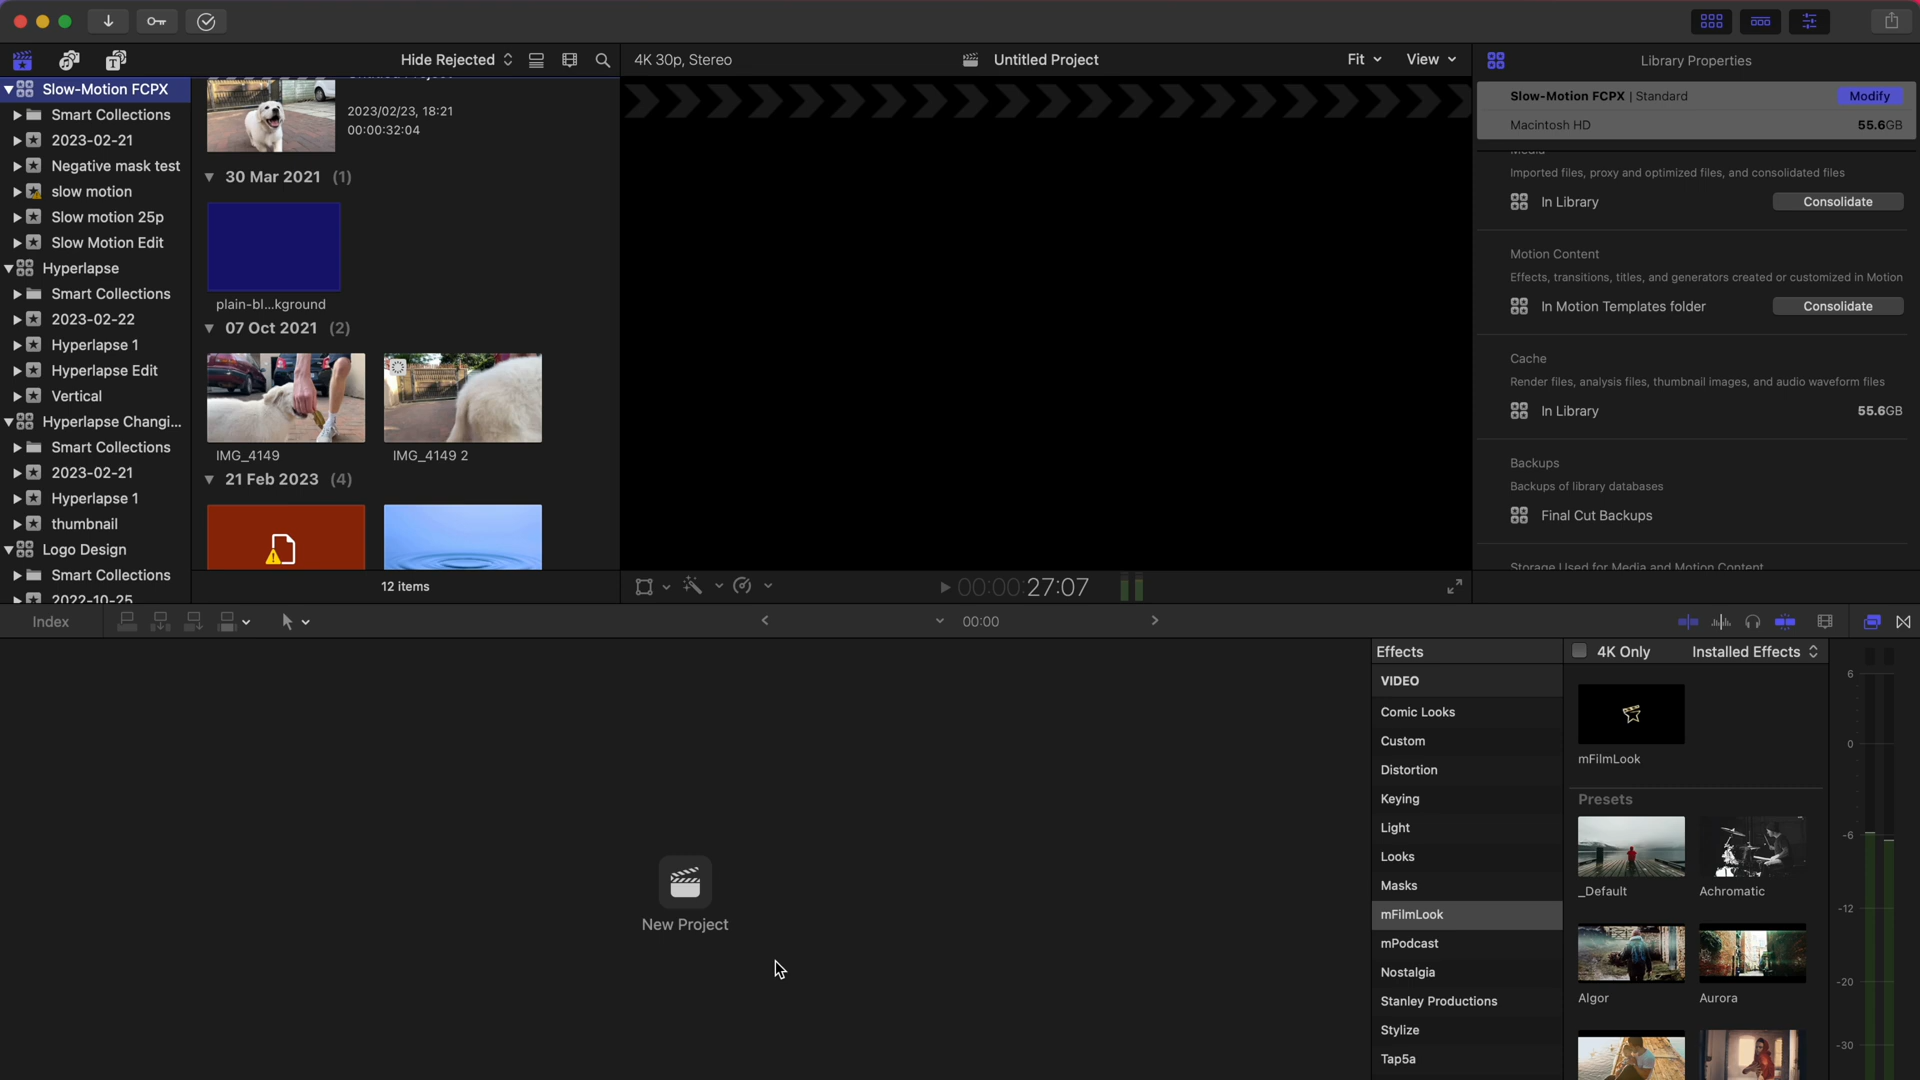 Hide Rejected
4K 30p, Stereo
Untitled Project
Fit
View
Library Properties
Slow-Motion FCPX
Smart Collections
2023-02-21
Negative mask test
slow motion
Slow motion 25p
Slow Motion Edit
Hyperlapse
Smart Collections
2023-02-22
Hyperlapse 1
Hyperlapse Edit
Vertical
Hyperlapse Changi...
Smart Collections
2023-02-21
Hyperlapse 1
thumbnail
Logo Design
Smart Collections
2022-10-25
2023/02/23, 18:21
00:00:32:04
30 Mar 2021 (1)
plain-bl...kground
07 Oct 2021 (2)
IMG_4149
IMG_4149 2
21 Feb 2023 (4)
12 items
00:00:00:27:07
Slow-Motion FCPX | Standard
Modify
Macintosh HD
55.6GB
Media
Imported files, proxy and optimized files, and consolidated files
In Library
Consolidate
Motion Content
Effects, transitions, titles, and generators created or customized in Motion
In Motion Templates folder
Consolidate
Cache
Render files, analysis files, thumbnail images, and audio waveform files
In Library
55.6GB
Backups
Backups of library databases
Final Cut Backups
Storage Used for Media and Motion Content
Index
00:00
New Project
Effects
VIDEO
Comic Looks
Custom
Distortion
Keying
Light
Looks
Masks
mFilmLook
mPodcast
Nostalgia
Stanley Productions
Stylize
Tap5a
4K Only
Installed Effects
mFilmLook
Presets
_Default
Achromatic
Algor
Aurora
6
0
-6
-12
-20
-30